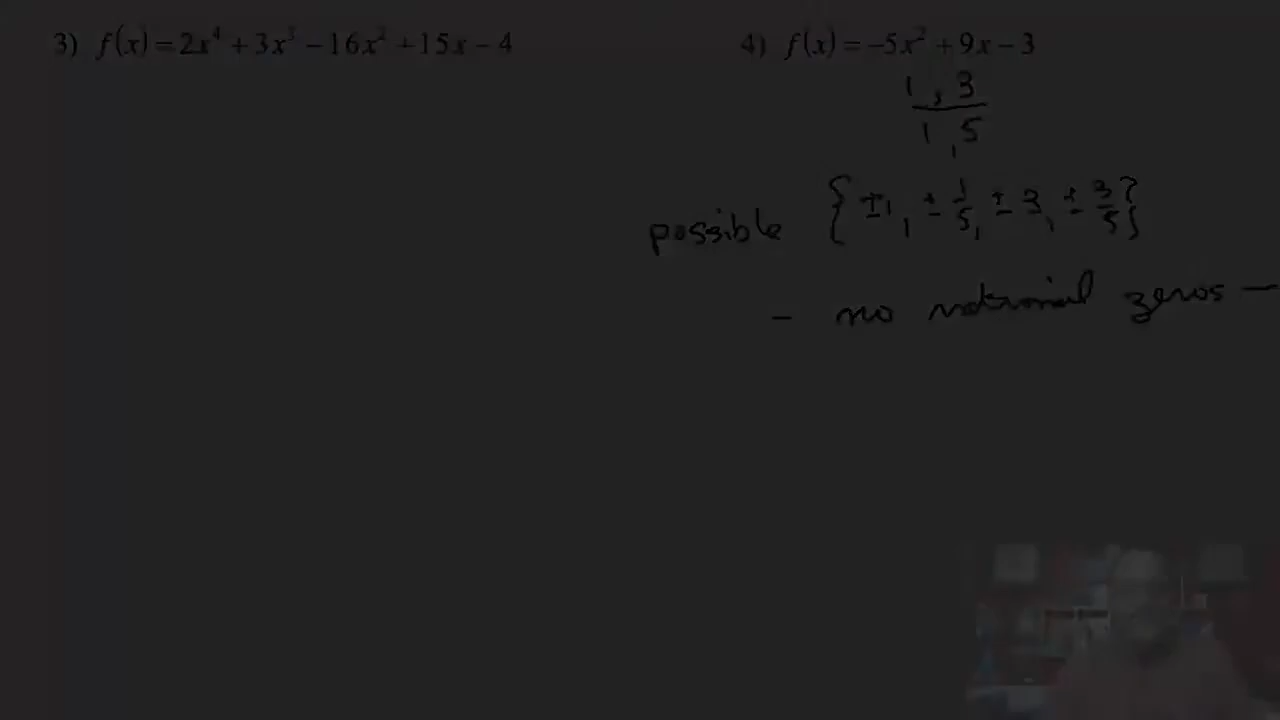 3) f(x) = 2x⁴ + 3x³ − 16x² + 15x − 4
4) f(x) = −5x² + 9x − 3
1, 3
1, 5
possible {±1, ±1/5, ±3, ±3/5}
- no rational zeros -